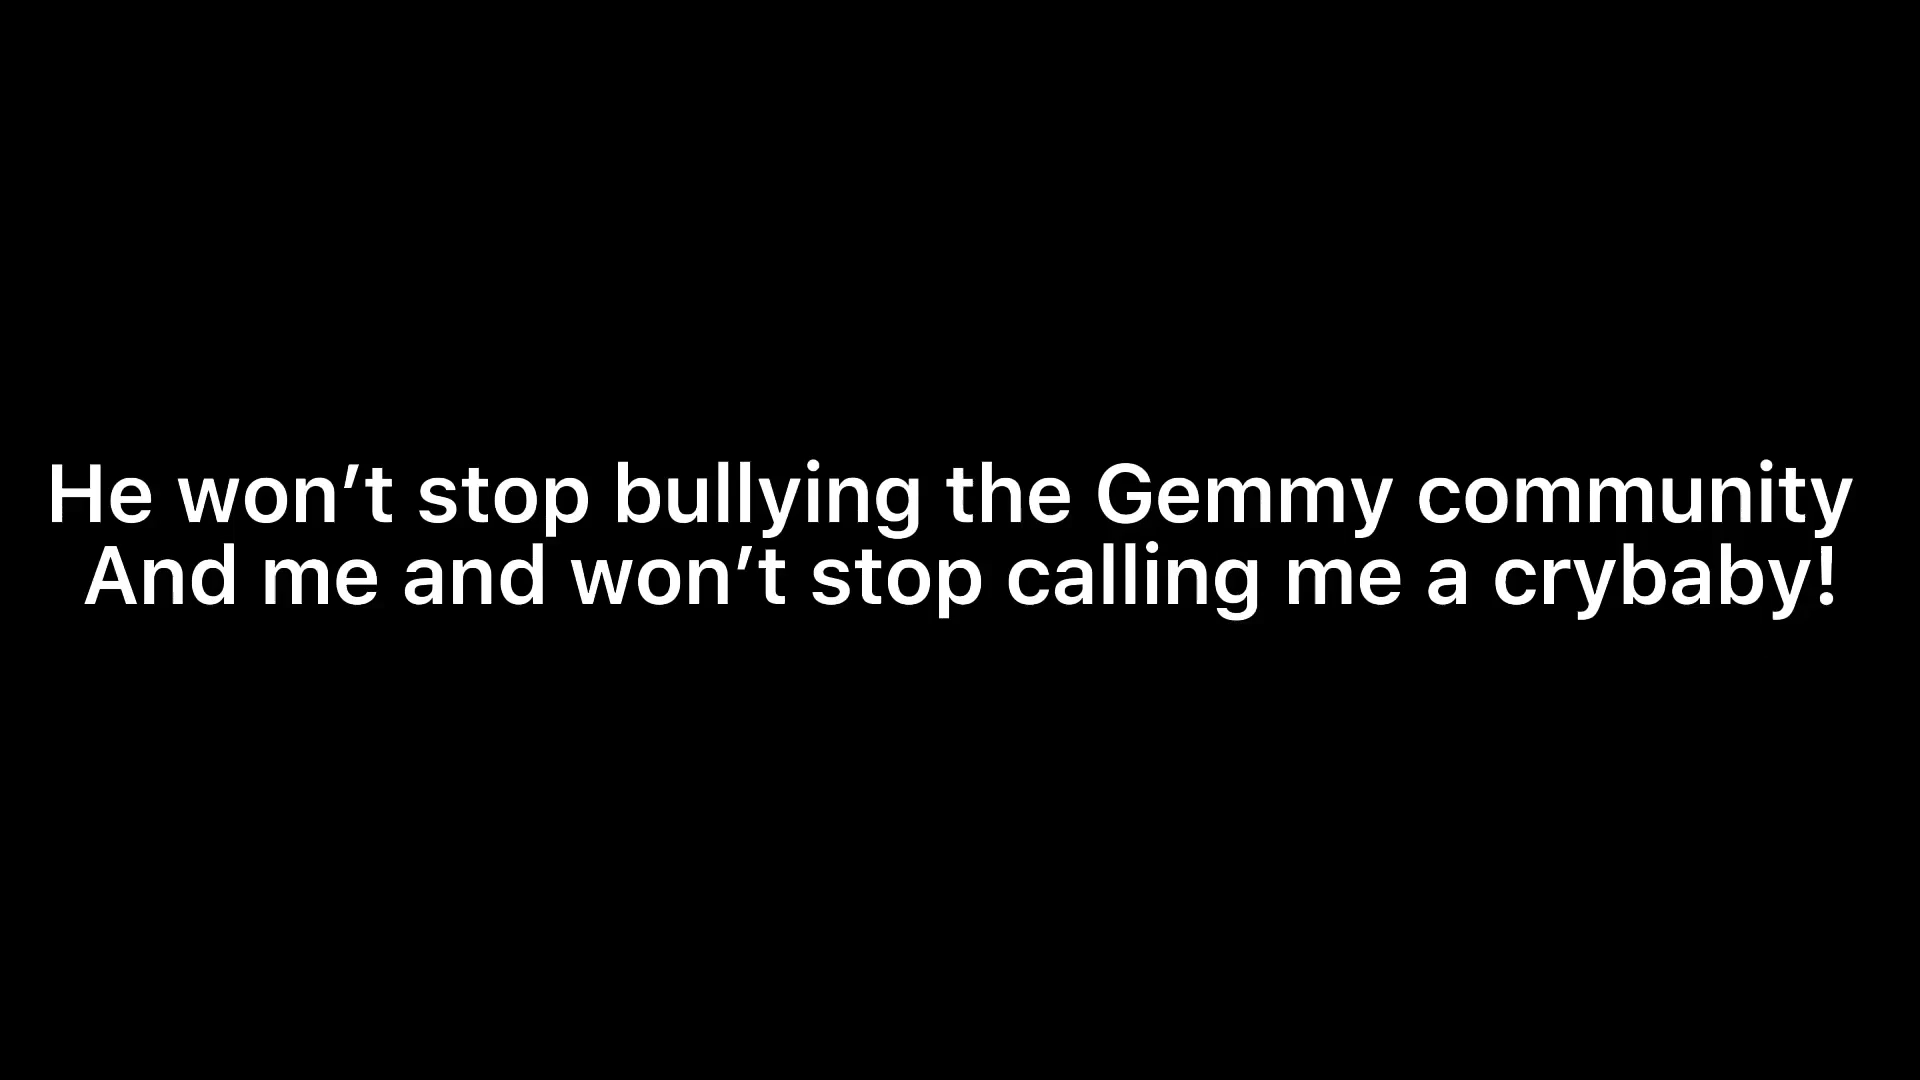 He won’t stop bullying the Gemmy community
And me and won’t stop calling me a crybaby!